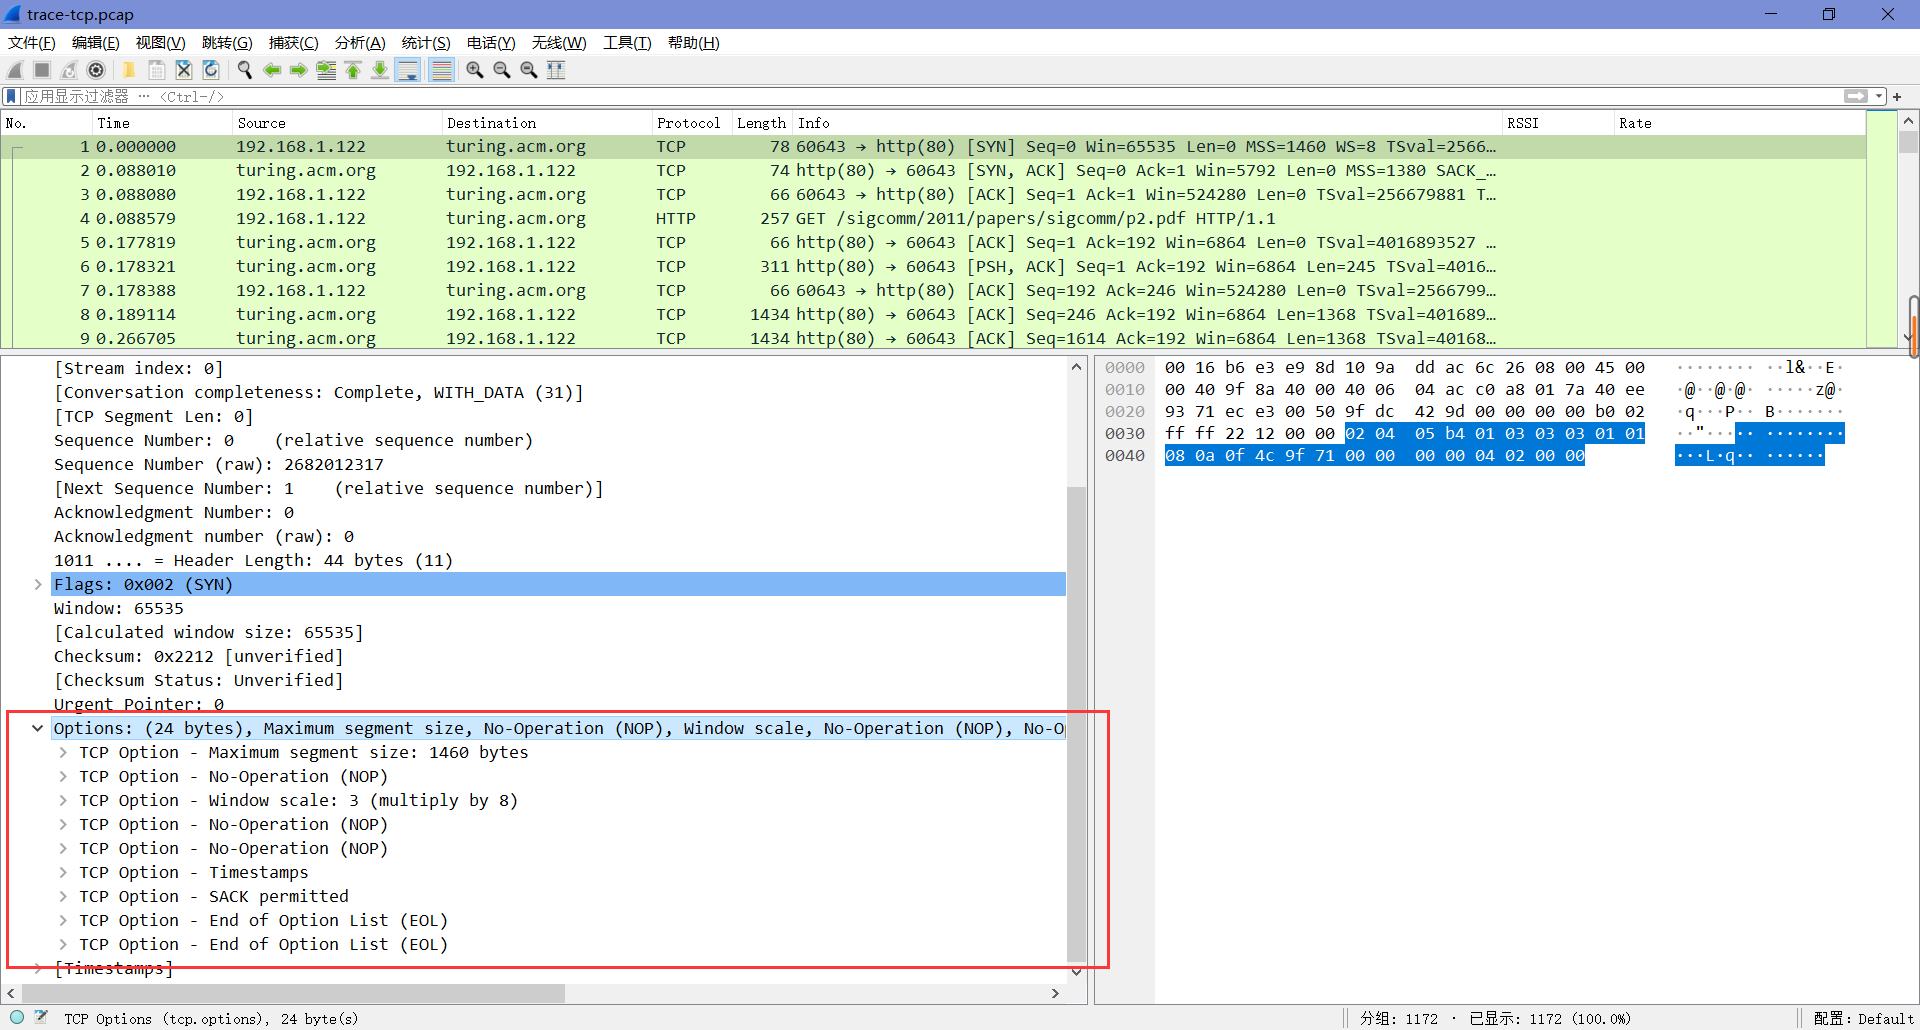 trace-tcp.pcap
文件(F) 编辑(E) 视图(V) 跳转(G) 捕获(C) 分析(A) 统计(S) 电话(Y) 无线(W) 工具(T) 帮助(H)
应用显示过滤器 … <Ctrl-/>
No. Time Source Destination Protocol Length Info RSSI Rate
1 0.000000 192.168.1.122 turing.acm.org TCP 78 60643 → http(80) [SYN] Seq=0 Win=65535 Len=0 MSS=1460 WS=8 TSval=2566…
2 0.088010 turing.acm.org 192.168.1.122 TCP 74 http(80) → 60643 [SYN, ACK] Seq=0 Ack=1 Win=5792 Len=0 MSS=1380 SACK_…
3 0.088080 192.168.1.122 turing.acm.org TCP 66 60643 → http(80) [ACK] Seq=1 Ack=1 Win=524280 Len=0 TSval=256679881 T…
4 0.088579 192.168.1.122 turing.acm.org HTTP 257 GET /sigcomm/2011/papers/sigcomm/p2.pdf HTTP/1.1
5 0.177819 turing.acm.org 192.168.1.122 TCP 66 http(80) → 60643 [ACK] Seq=1 Ack=192 Win=6864 Len=0 TSval=4016893527 …
6 0.178321 turing.acm.org 192.168.1.122 TCP 311 http(80) → 60643 [PSH, ACK] Seq=1 Ack=192 Win=6864 Len=245 TSval=4016…
7 0.178388 192.168.1.122 turing.acm.org TCP 66 60643 → http(80) [ACK] Seq=192 Ack=246 Win=524280 Len=0 TSval=2566799…
8 0.189114 turing.acm.org 192.168.1.122 TCP 1434 http(80) → 60643 [ACK] Seq=246 Ack=192 Win=6864 Len=1368 TSval=401689…
9 0.266705 turing.acm.org 192.168.1.122 TCP 1434 http(80) → 60643 [ACK] Seq=1614 Ack=192 Win=6864 Len=1368 TSval=40168…
[Stream index: 0]
[Conversation completeness: Complete, WITH_DATA (31)]
[TCP Segment Len: 0]
Sequence Number: 0 (relative sequence number)
Sequence Number (raw): 2682012317
[Next Sequence Number: 1 (relative sequence number)]
Acknowledgment Number: 0
Acknowledgment number (raw): 0
1011 .... = Header Length: 44 bytes (11)
Flags: 0x002 (SYN)
Window: 65535
[Calculated window size: 65535]
Checksum: 0x2212 [unverified]
[Checksum Status: Unverified]
Urgent Pointer: 0
Options: (24 bytes), Maximum segment size, No-Operation (NOP), Window scale, No-Operation (NOP), No-O
TCP Option - Maximum segment size: 1460 bytes
TCP Option - No-Operation (NOP)
TCP Option - Window scale: 3 (multiply by 8)
TCP Option - No-Operation (NOP)
TCP Option - No-Operation (NOP)
TCP Option - Timestamps
TCP Option - SACK permitted
TCP Option - End of Option List (EOL)
TCP Option - End of Option List (EOL)
[Timestamps]
0000 00 16 b6 e3 e9 8d 10 9a dd ac 6c 26 08 00 45 00 ········ ··l&··E·
0010 00 40 9f 8a 40 00 40 06 04 ac c0 a8 01 7a 40 ee ·@··@·@· ·····z@·
0020 93 71 ec e3 00 50 9f dc 42 9d 00 00 00 00 b0 02 ·q···P·· B·······
0030 ff ff 22 12 00 00 02 04 05 b4 01 03 03 03 01 01 ··"····· ········
0040 08 0a 0f 4c 9f 71 00 00 00 00 04 02 00 00 ···L·q·· ······
TCP Options (tcp.options), 24 byte(s) 分组: 1172 · 已显示: 1172 (100.0%) 配置: Default